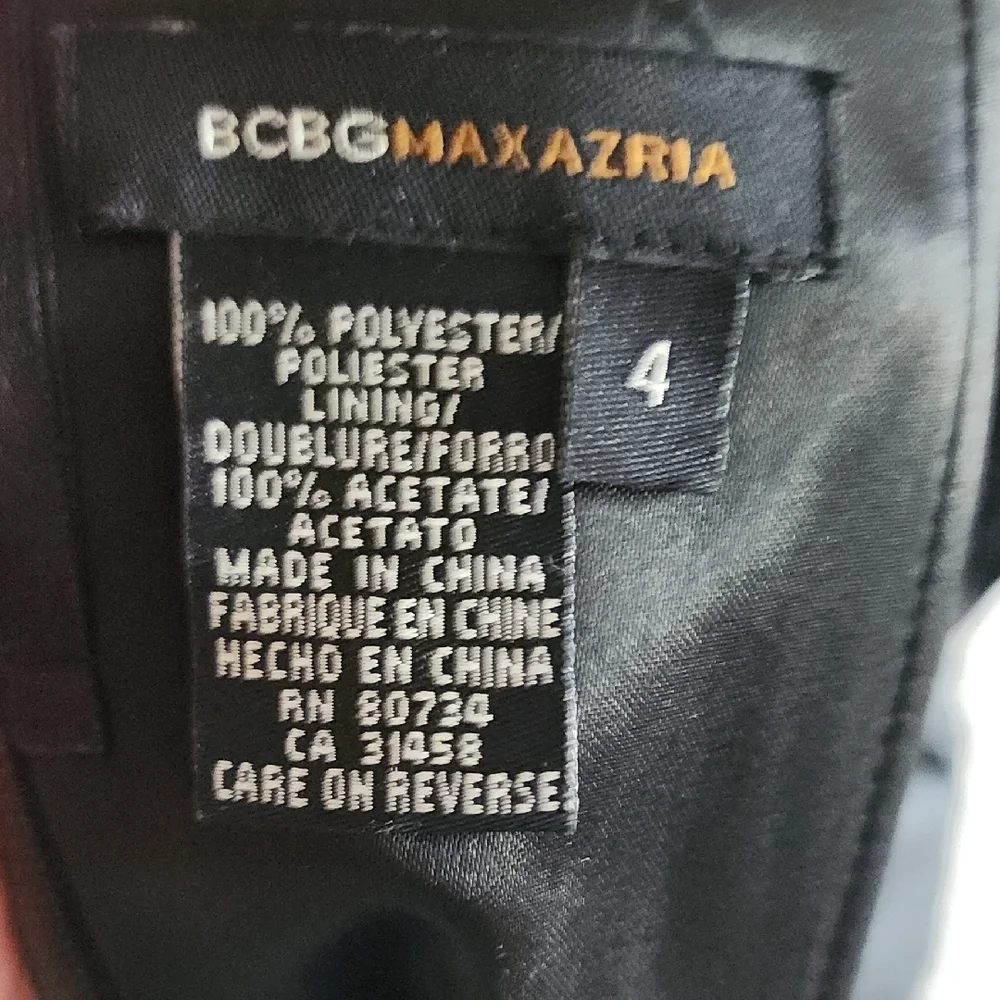 BCBGMAXAZRIA
4
100% POLYESTER/
POLIESTER
LINING/
DOUBLURE/FORRO
100% ACETATE/
ACETATO
MADE IN CHINA
FABRIQUE EN CHINE
HECHO EN CHINA
RN 80734
CA 31458
CARE ON REVERSE